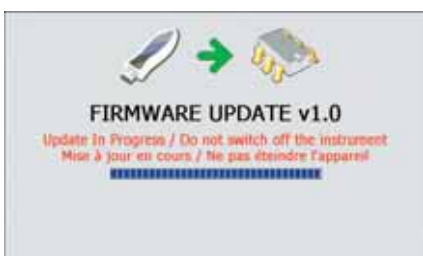 FIRMWARE UPDATE v1.0
Update In Progress / Do not switch off the instrument
Mise à jour en cours / Ne pas éteindre l'appareil